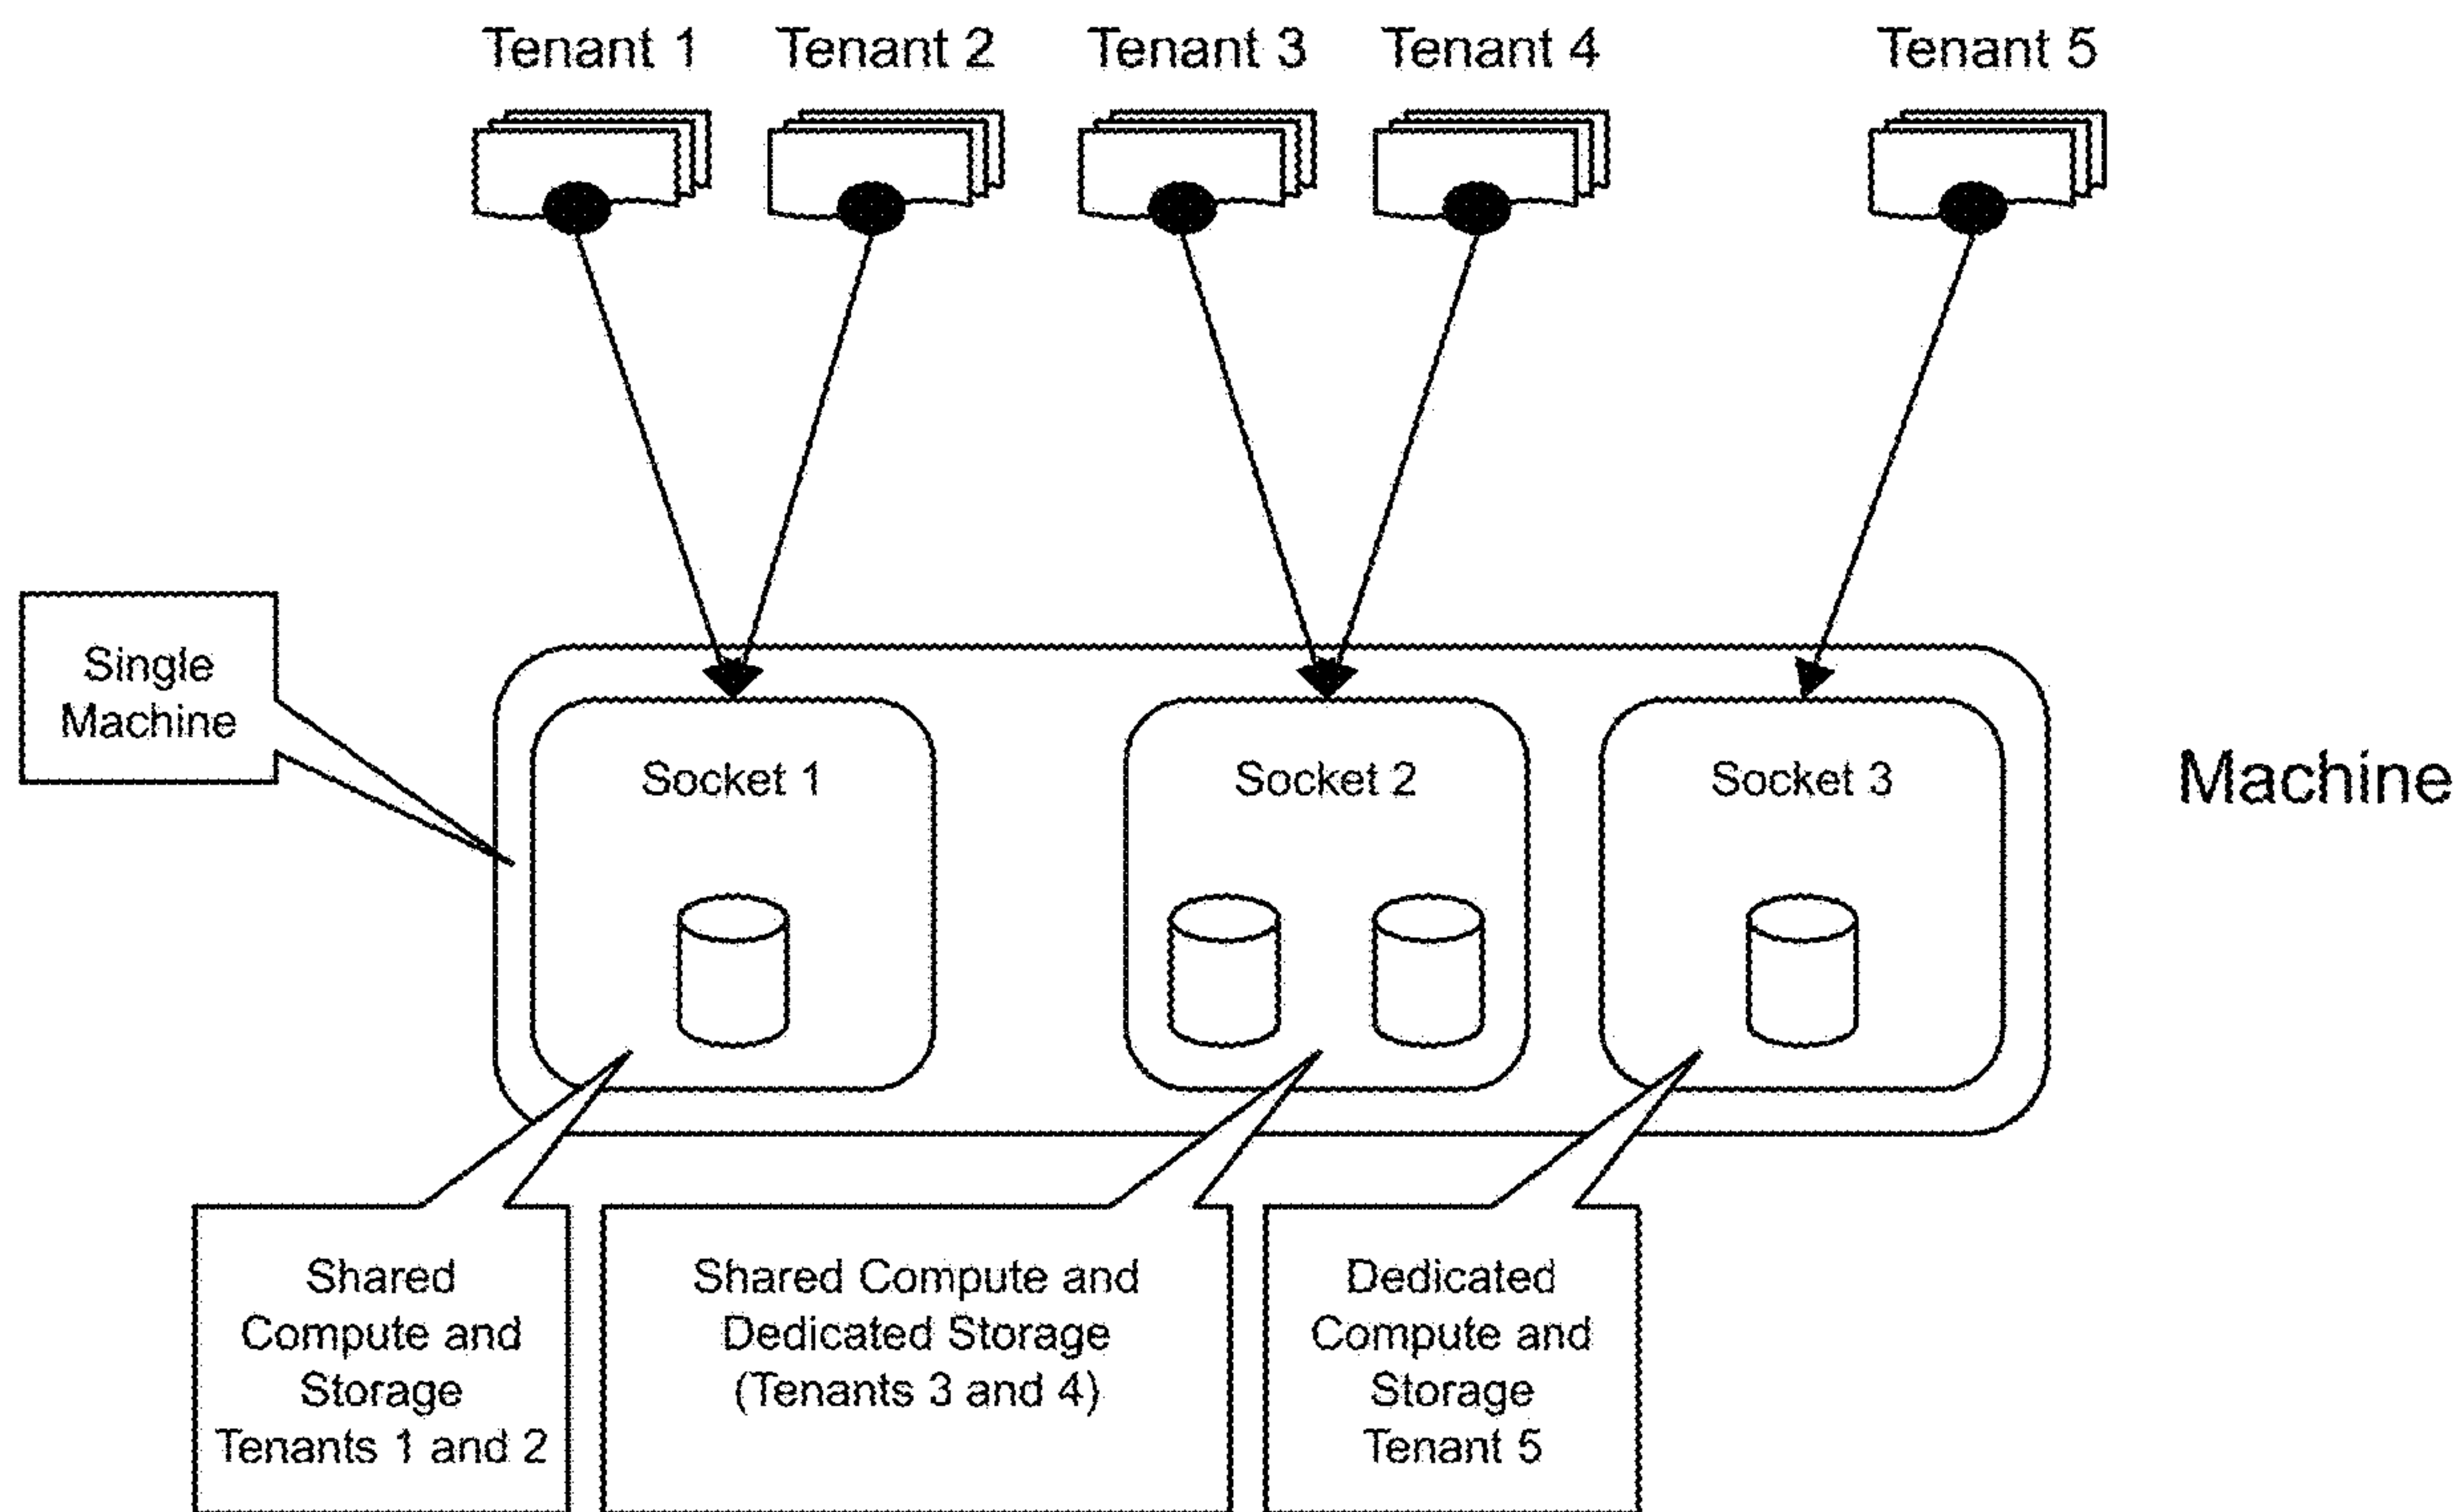 Tenant 1
Tenant 2
Tenant 3
Tenant 4
Tenant 5
Single
Machine
Socket 1
Socket 2
Socket 3
Machine
Shared
Compute and
Storage
Tenants 1 and 2
Shared Compute and
Dedicated Storage
(Tenants 3 and 4)
Dedicated
Compute and
Storage
Tenant 5